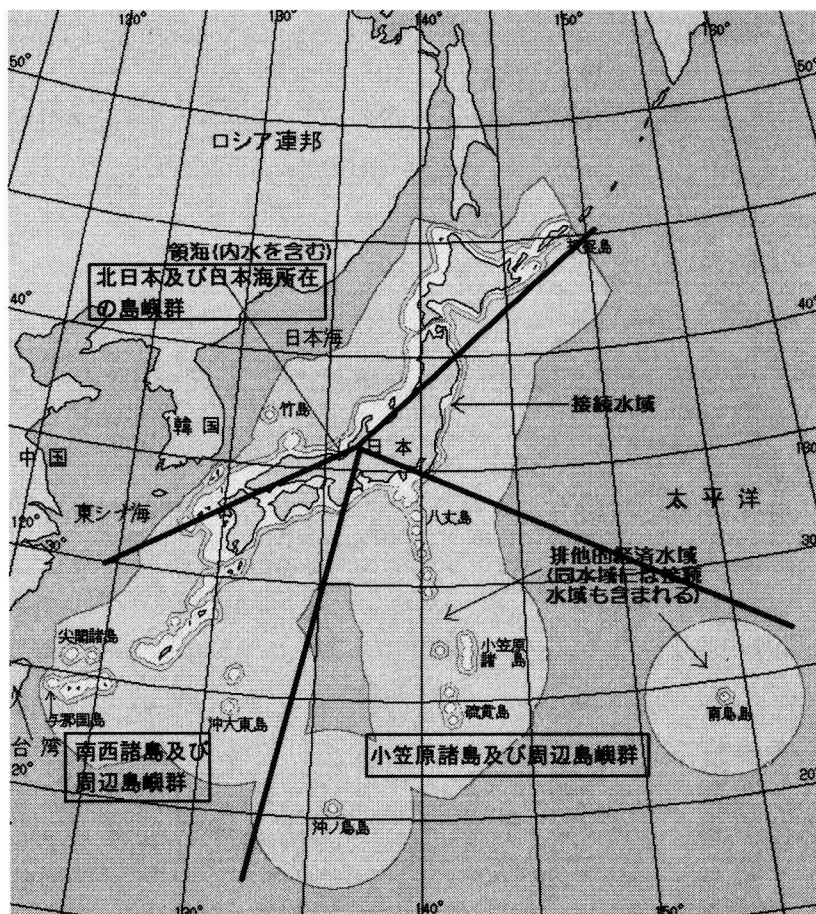 120°
130°
140°
150°
160°
50°
50°
ロシア連邦
領海(内水を含む)
択捉島
北日本及び日本海所在
の島嶼群
40°
40°
日本海
竹島
接続水域
韓国
中国
日本
東シナ海
太平洋
八丈島
120°
30°
30°
排他的経済水域
(同水域には接続
水域も含まれる)
尖閣諸島
小笠原
諸島
与那国島
沖大東島
硫黄島
南鳥島
台湾
南西諸島及び
周辺島嶼群
小笠原諸島及び周辺島嶼群
20°
20°
沖ノ鳥島
130°
140°
150°